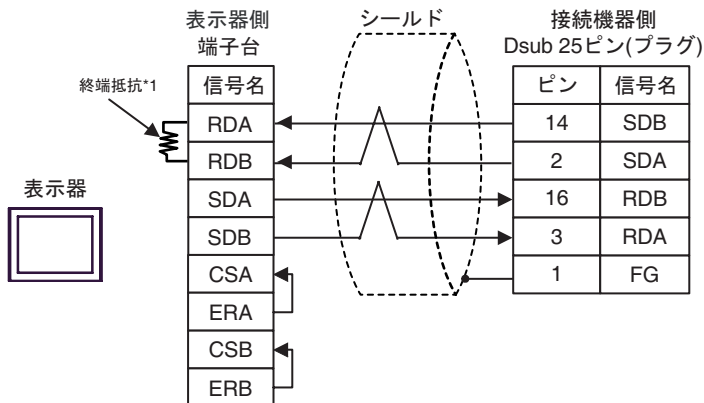 表示器側
端子台
シールド
接続機器側
Dsub 25ピン(プラグ)
終端抵抗*1
表示器
信号名
RDA
RDB
SDA
SDB
CSA
ERA
CSB
ERB
ピン 信号名
14 SDB
2 SDA
16 RDB
3 RDA
1 FG